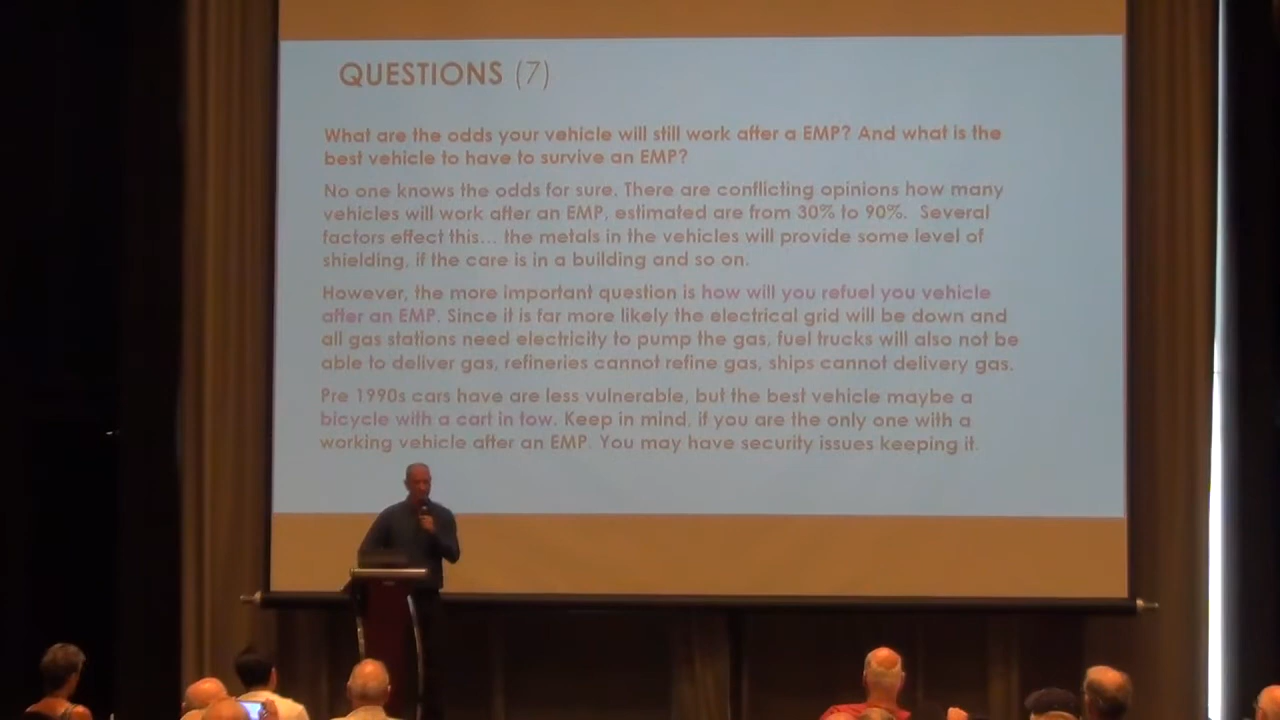 QUESTIONS (7)
What are the odds your vehicle will still work after a EMP? And what is the
best vehicle to have to survive an EMP?
No one knows the odds for sure. There are conflicting opinions how many
vehicles will work after an EMP, estimated are from 30% to 90%. Several
factors effect this... the metals in the vehicles will provide some level of
shielding, if the care is in a building and so on.
However, the more important question is how will you refuel you vehicle
after an EMP. Since it is far more likely the electrical grid will be down and
all gas stations need electricity to pump the gas, fuel trucks will also not be
able to deliver gas, refineries cannot refine gas, ships cannot delivery gas.
Pre 1990s cars have are less vulnerable, but the best vehicle maybe a
bicycle with a cart in tow. Keep in mind, if you are the only one with a
working vehicle after an EMP. You may have security issues keeping it.